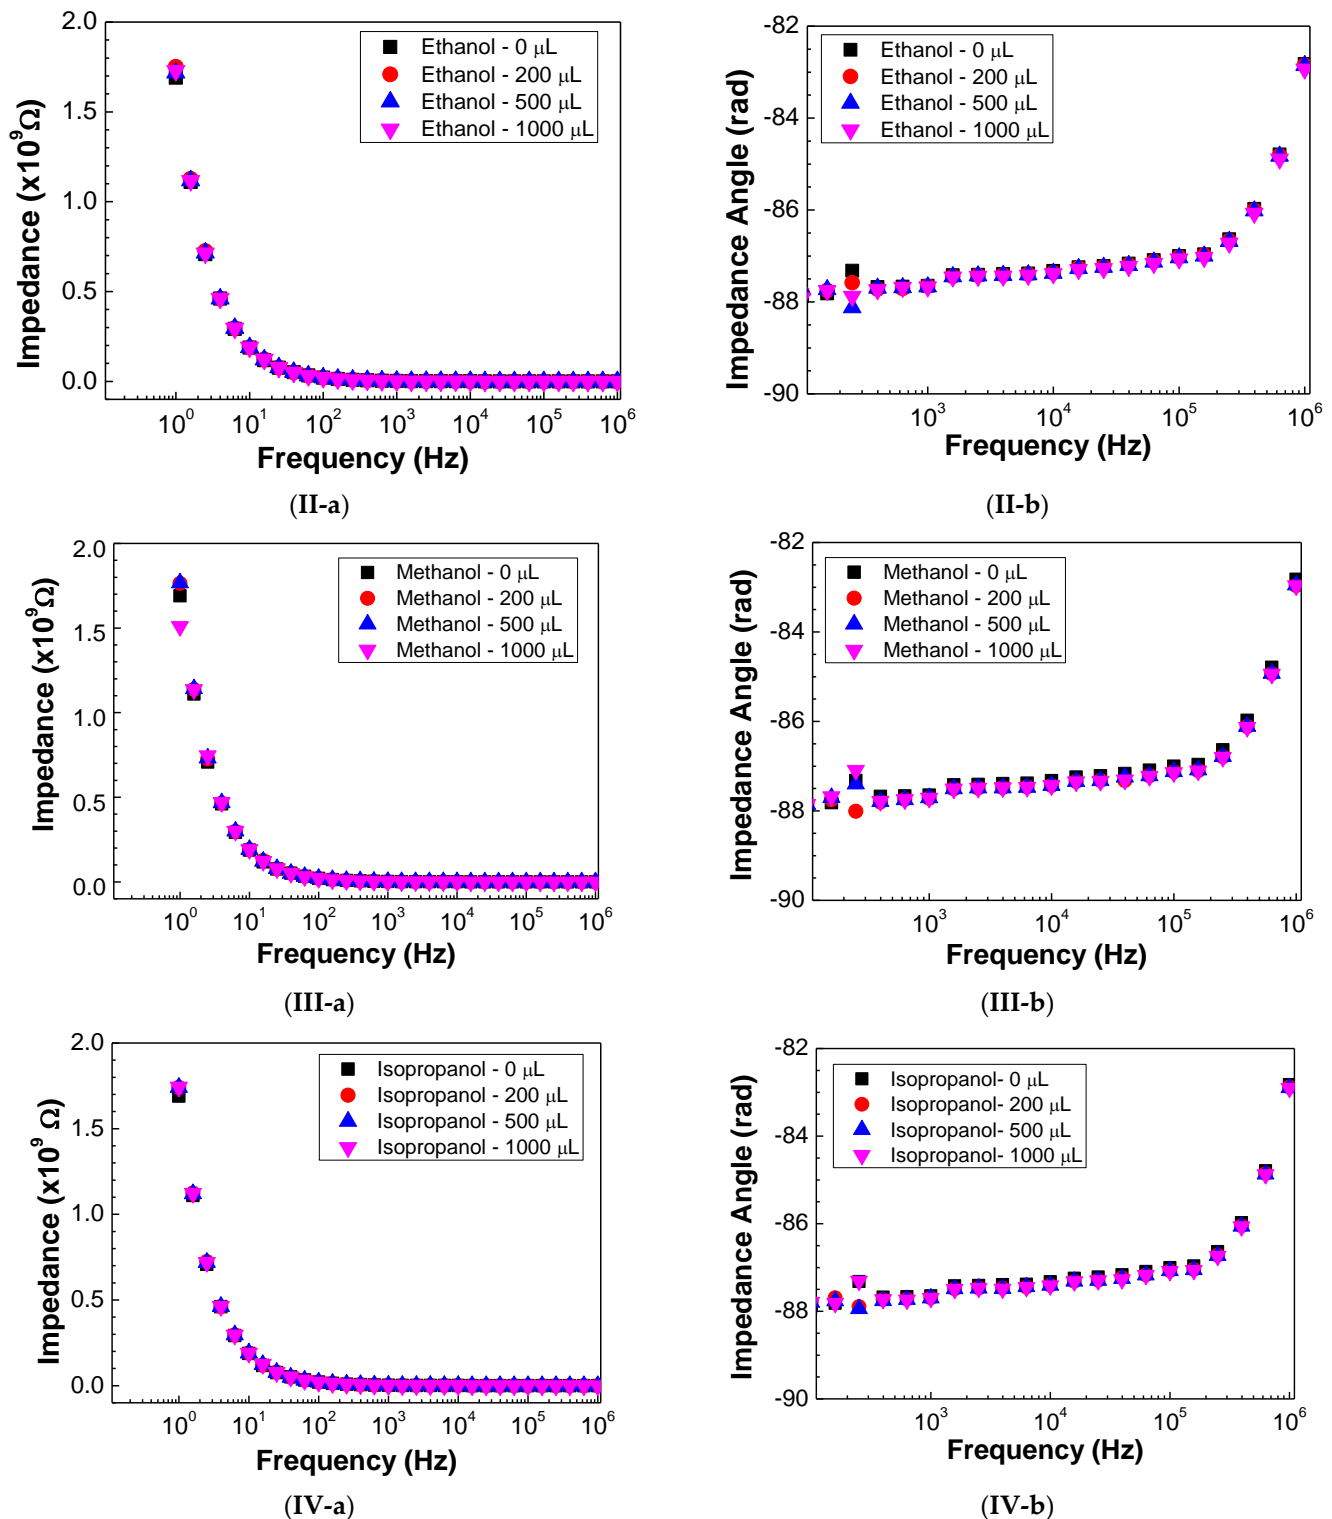 2.0
1.5
1.0
0.5
0.0
Impedance (x10⁹Ω)
Ethanol - 0 μL
Ethanol - 200 μL
Ethanol - 500 μL
Ethanol - 1000 μL
10⁰ 10¹ 10² 10³ 10⁴ 10⁵ 10⁶
Frequency (Hz)
(II-a)
-82
-84
-86
-88
-90
Impedance Angle (rad)
Ethanol - 0 μL
Ethanol - 200 μL
Ethanol - 500 μL
Ethanol - 1000 μL
10³ 10⁴ 10⁵ 10⁶
Frequency (Hz)
(II-b)
2.0
1.5
1.0
0.5
0.0
Impedance (x10⁹Ω)
Methanol - 0 μL
Methanol - 200 μL
Methanol - 500 μL
Methanol - 1000 μL
10⁰ 10¹ 10² 10³ 10⁴ 10⁵ 10⁶
Frequency (Hz)
(III-a)
-82
-84
-86
-88
-90
Impedance Angle (rad)
Methanol - 0 μL
Methanol - 200 μL
Methanol - 500 μL
Methanol - 1000 μL
10³ 10⁴ 10⁵ 10⁶
Frequency (Hz)
(III-b)
2.0
1.5
1.0
0.5
0.0
Impedance (x10⁹ Ω)
Isopropanol - 0 μL
Isopropanol - 200 μL
Isopropanol - 500 μL
Isopropanol - 1000 μL
10⁰ 10¹ 10² 10³ 10⁴ 10⁵ 10⁶
Frequency (Hz)
(IV-a)
-82
-84
-86
-88
-90
Impedance Angle (rad)
Isopropanol- 0 μL
Isopropanol- 200 μL
Isopropanol- 500 μL
Isopropanol- 1000 μL
10³ 10⁴ 10⁵ 10⁶
Frequency (Hz)
(IV-b)